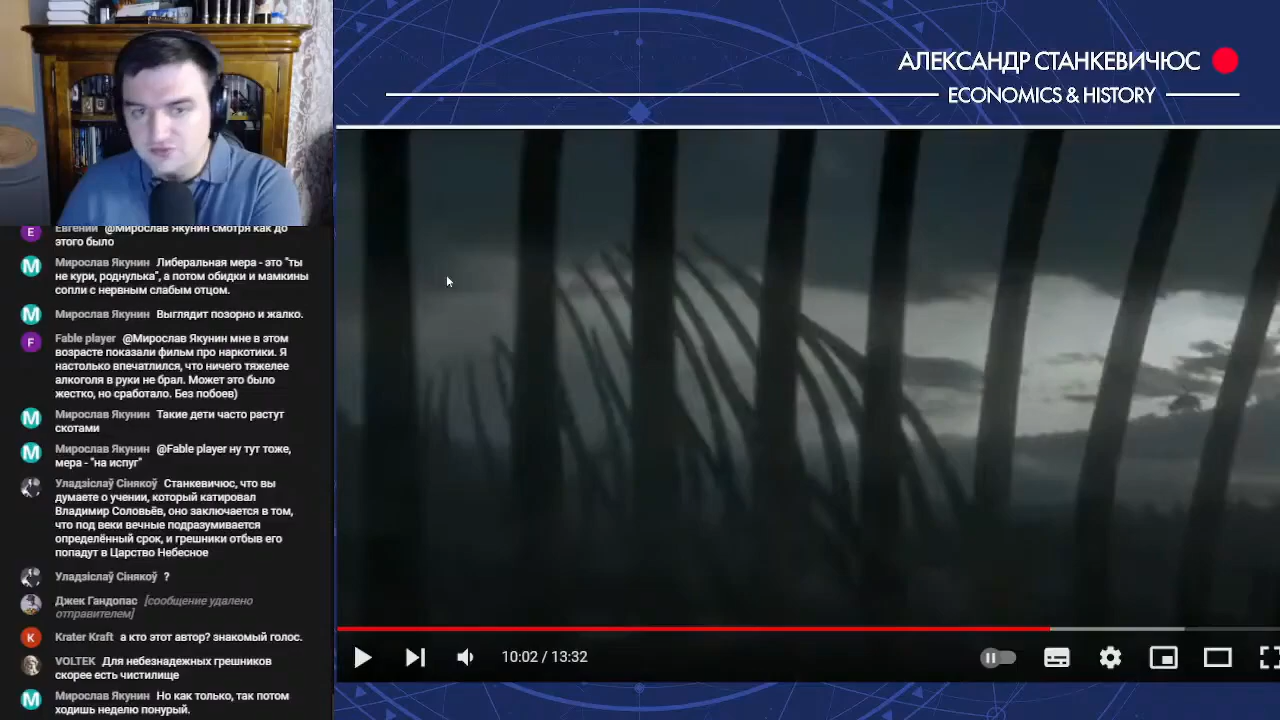 АЛЕКСАНДР СТАНКЕВИЧЮС
ECONOMICS & HISTORY
Евгений @Мирослав Якунин смотря как до
этого было
Мирослав Якунин Либеральная мера - это "ты
не кури, роднулька", а потом обидки и мамкины
сопли с нервным слабым отцом.
Мирослав Якунин Выглядит позорно и жалко.
Fable player @Мирослав Якунин мне в этом
возрасте показали фильм про наркотики. Я
настолько впечатлился, что ничего тяжелее
алкоголя в руки не брал. Может это было
жестко, но сработало. Без побоев)
Мирослав Якунин Такие дети часто растут
скотами
Мирослав Якунин @Fable player ну тут тоже,
мера - "на испуг"
Уладзіслаў Сінякоў Станкевичюс, что вы
думаете о учении, который катировал
Владимир Соловьёв, оно заключается в том,
что под веки вечные подразумивается
определённый срок, и грешники отбыв его
попадут в Царство Небесное
Уладзіслаў Сінякоў ?
Джек Гандопас [сообщение удалено
отправителем]
Krater Kraft а кто этот автор? знакомый голос.
VOLTEK Для небезнадежных грешников
скорее есть чистилище
Мирослав Якунин Но как только, так потом
ходишь неделю понурый.
E
М
М
F
М
М
K
М
10:02 / 13:32